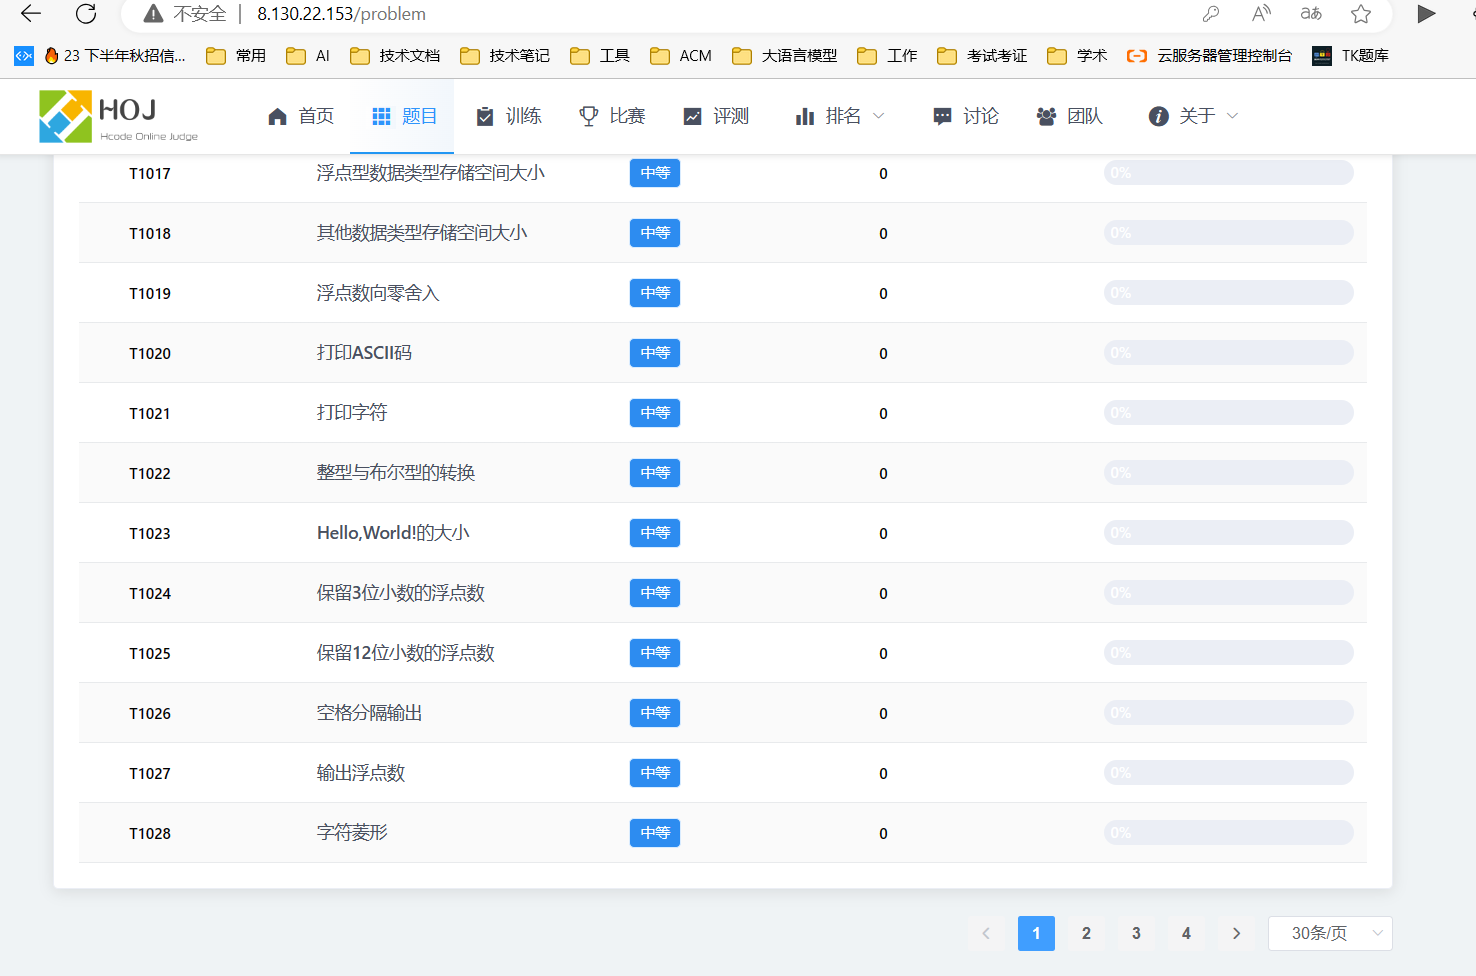 不安全 | 8.130.22.153/problem
23 下半年秋招信... 常用 AI 技术文档 技术笔记 工具 ACM 大语言模型 工作 考试考证 学术 云服务器管理控制台 TK题库
HOJ
Hcode Online Judge
首页 题目 训练 比赛 评测 排名 讨论 团队 关于
T1017 浮点型数据类型存储空间大小 中等 0 0%
T1018 其他数据类型存储空间大小 中等 0 0%
T1019 浮点数向零舍入 中等 0 0%
T1020 打印ASCII码 中等 0 0%
T1021 打印字符 中等 0 0%
T1022 整型与布尔型的转换 中等 0 0%
T1023 Hello,World!的大小 中等 0 0%
T1024 保留3位小数的浮点数 中等 0 0%
T1025 保留12位小数的浮点数 中等 0 0%
T1026 空格分隔输出 中等 0 0%
T1027 输出浮点数 中等 0 0%
T1028 字符菱形 中等 0 0%
1 2 3 4 30条/页